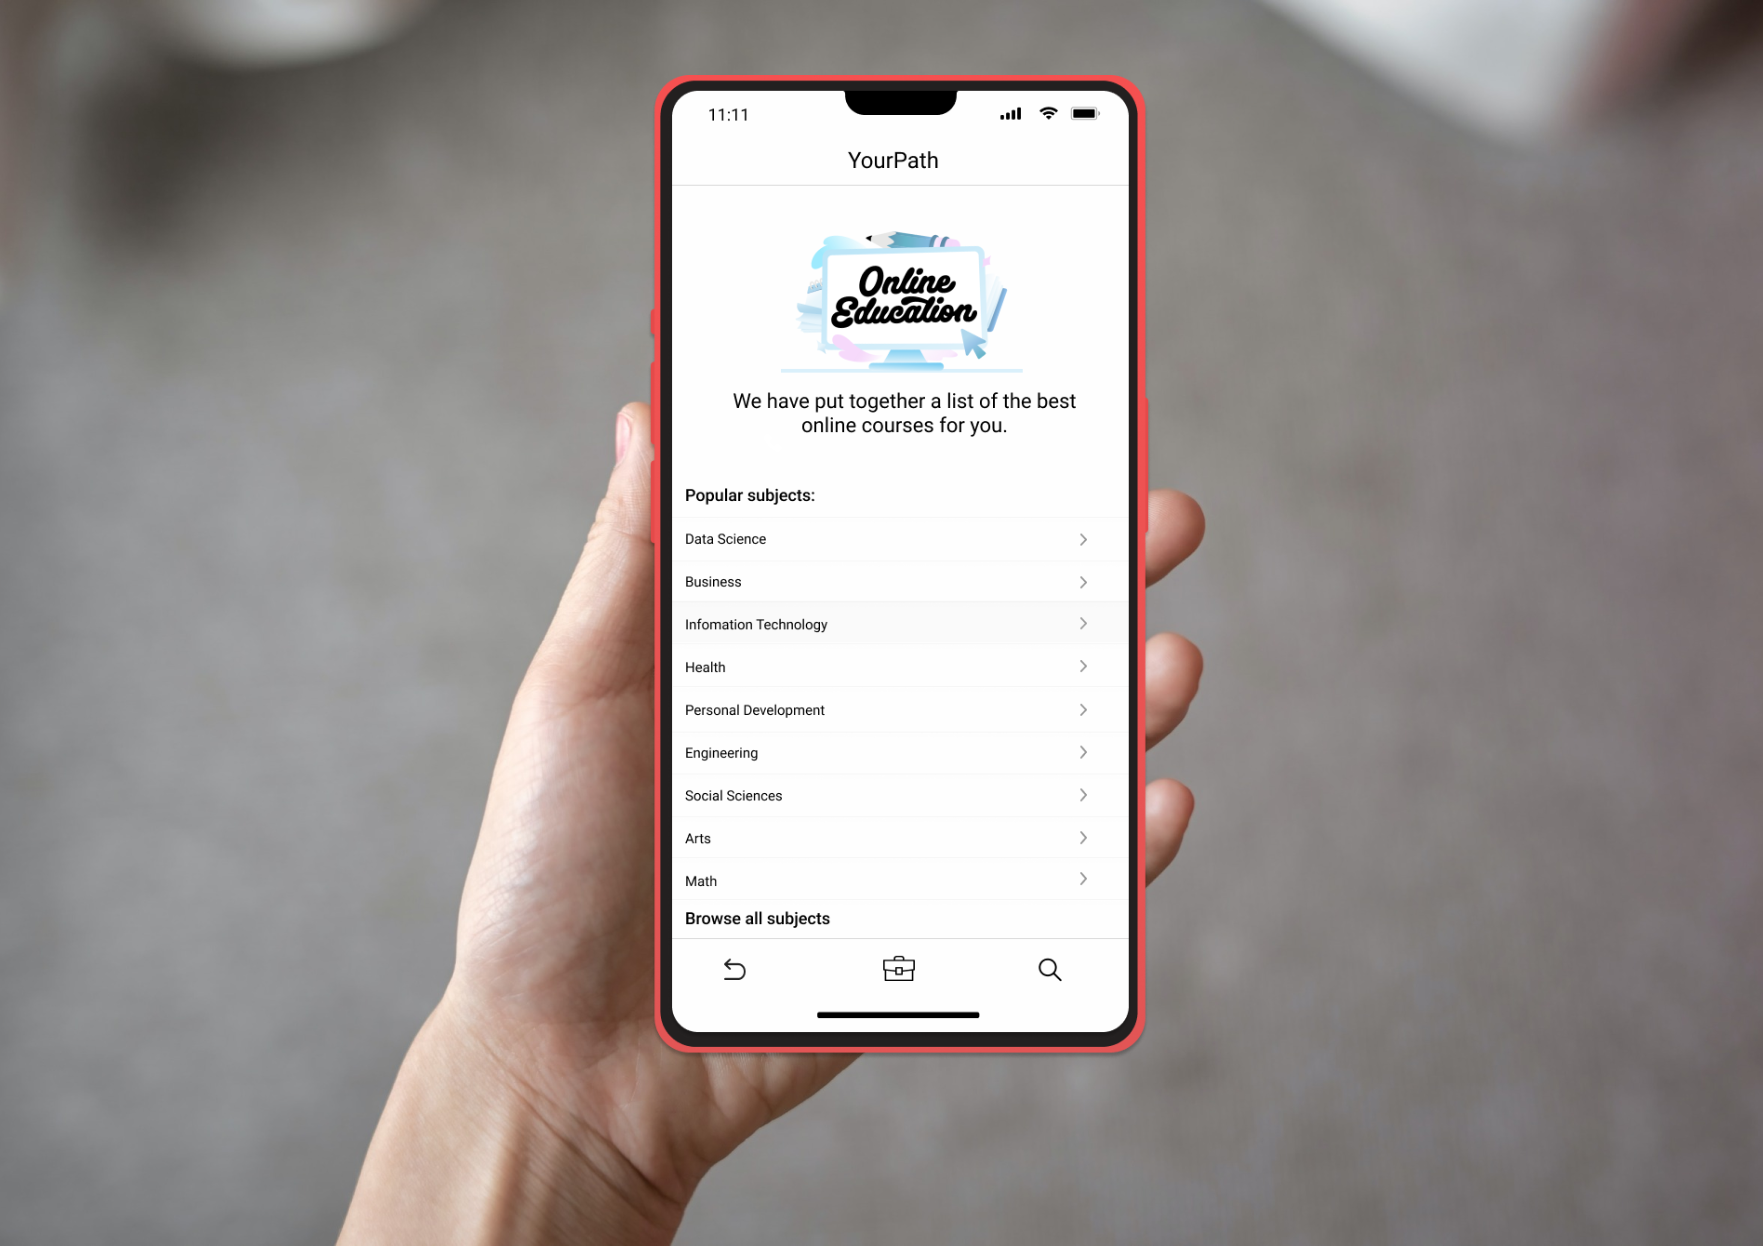 11:11
YourPath
Online
Education
We have put together a list of the best
online courses for you.
Popular subjects:
Data Science
Business
Infomation Technology
Health
Personal Development
Engineering
Social Sciences
Arts
Math
Browse all subjects